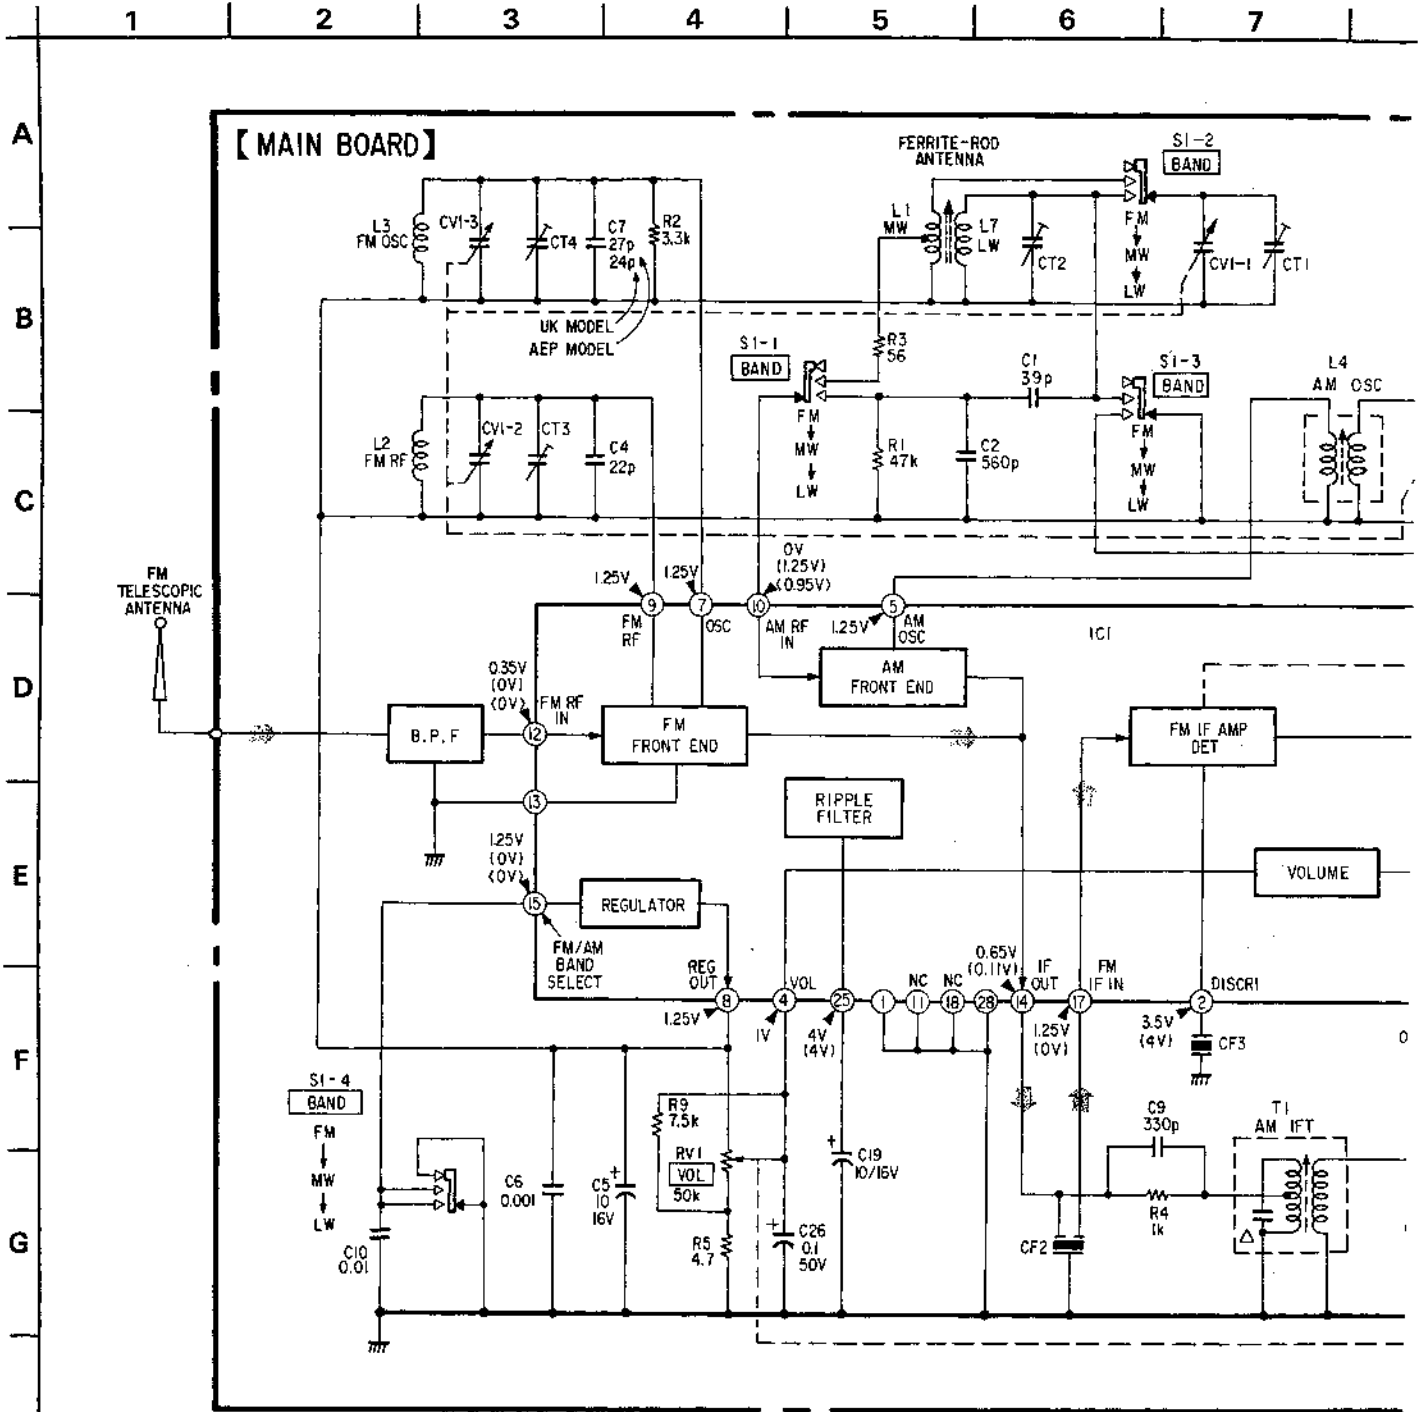 1 2 3 4 5 6 7
A
【MAIN BOARD】
FERRITE-ROD
ANTENNA
S1-2
BAND
L3
FM OSC
CV1-3
CT4
C7
27p
24p
R2
3.3k
L1
MW
L7
LW
CT2
FM
MW
LW
CV1-1
CT1
B
UK MODEL
AEP MODEL
S1-1
BAND
R3
56
C1
39p
S1-3
BAND
L4
AM OSC
L2
FM RF
CV1-2
CT3
C4
22p
FM
MW
LW
R1
47k
C2
560p
FM
MW
LW
C
FM
TELESCOPIC
ANTENNA
1.25V
1.25V
0V
(1.25V)
(0.95V)
1.25V
9
7
10
5
FM
RF
OSC
AM RF
IN
AM
OSC
IC1
D
0.35V
(0V)
(0V)
FM RF
IN
12
B.P.F
FM
FRONT END
AM
FRONT END
FM IF AMP
DET
13
RIPPLE
FILTER
E
1.25V
(0V)
(0V)
15
REGULATOR
VOLUME
FM/AM
BAND
SELECT
REG
OUT
VOL
NC
NC
0.65V
(0.11V)
IF
OUT
FM
IF IN
DISCRI
8
4
25
1
11
18
28
14
17
2
1.25V
1V
4V
(4V)
1.25V
(0V)
3.5V
(4V)
CF3
F
O
S1-4
BAND
FM
MW
LW
R9
7.5k
C9
330p
T1
AM IFT
RV1
VOL
50k
C19
10/16V
C6
0.001
C5
10
16V
R4
1k
G
C10
0.01
R5
4.7
C26
0.1
50V
CF2